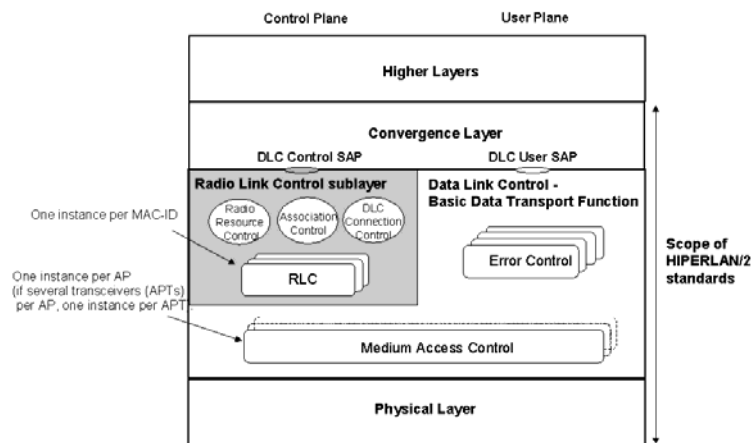 Control Plane
User Plane
Higher Layers
Convergence Layer
DLC Control SAP
DLC User SAP
Radio Link Control sublayer
Radio
Resource
Control
Association
Control
DLC
Connection
Control
RLC
Data Link Control -
Basic Data Transport Function
Error Control
One instance per MAC-ID
One instance per AP
(if several transceivers (APTs)
per AP, one instance per APT).
Medium Access Control
Physical Layer
Scope of
HIPERLAN/2
standards